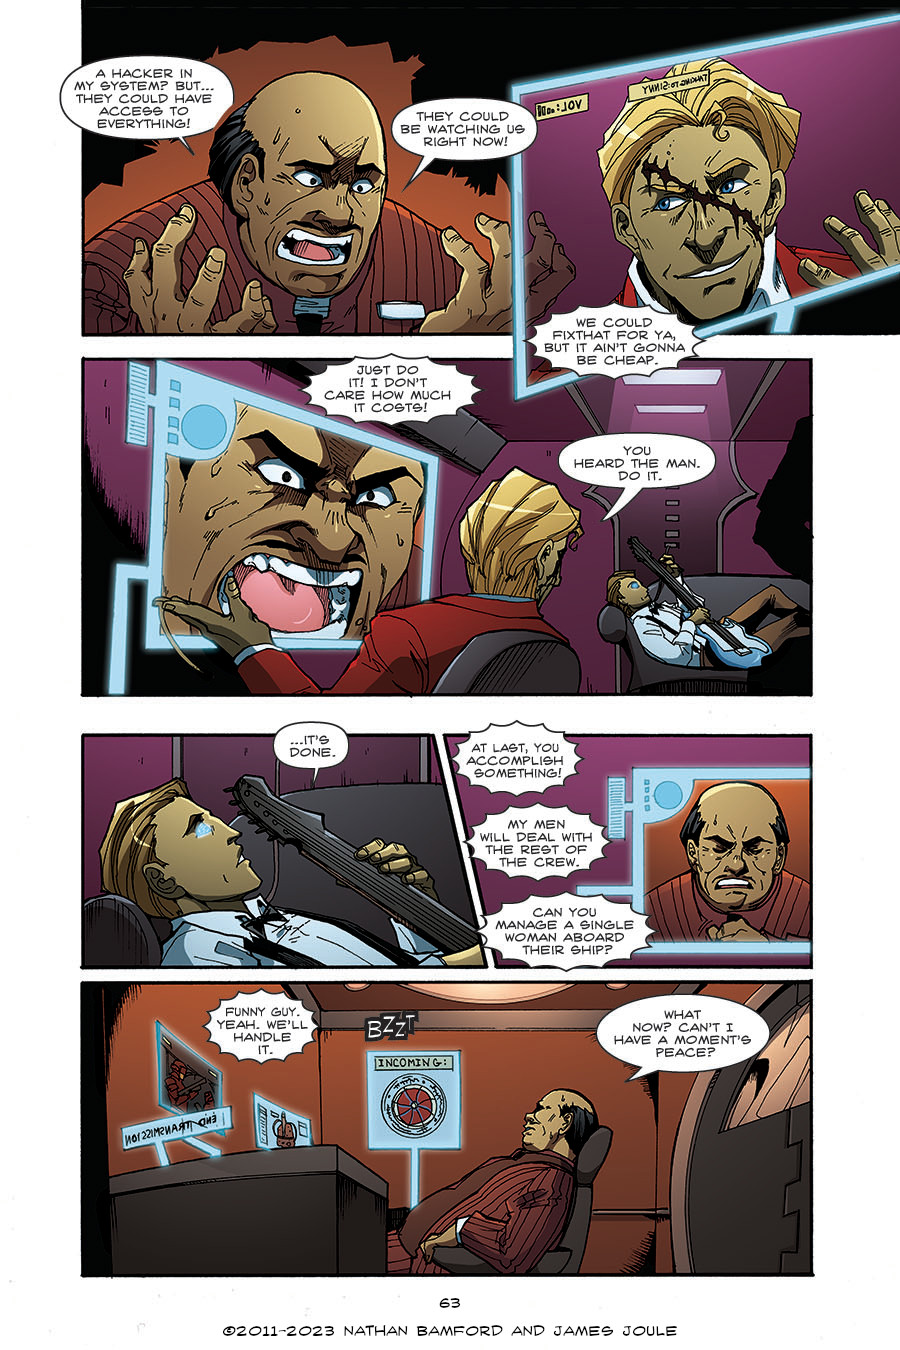 A HACKER IN
MY SYSTEM? BUT...
THEY COULD HAVE
ACCESS TO
EVERYTHING!
THEY COULD
BE WATCHING US
RIGHT NOW!
VOL:
TALKING TO: SINNY
WE COULD
FIXTHAT FOR YA,
BUT IT AIN'T GONNA
BE CHEAP.
JUST DO
IT! I DON'T
CARE HOW MUCH
IT COSTS!
YOU
HEARD THE MAN.
DO IT.
...IT'S
DONE.
AT LAST, YOU
ACCOMPLISH
SOMETHING!
MY MEN
WILL DEAL WITH
THE REST OF
THE CREW.
CAN YOU
MANAGE A SINGLE
WOMAN ABOARD
THEIR SHIP?
FUNNY GUY.
YEAH. WE'LL
HANDLE
IT.
END TRANSMISSION
BZZT
INCOMING:
WHAT
NOW? CAN'T I
HAVE A MOMENT'S
PEACE?
63
©2011-2023 NATHAN BAMFORD AND JAMES JOULE